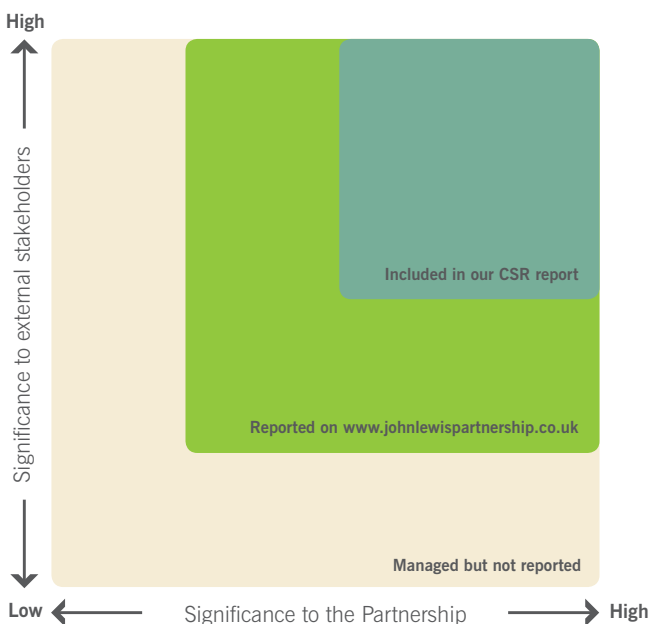 High
Significance to external stakeholders
Included in our CSR report
Reported on www.johnlewispartnership.co.uk
Managed but not reported
Low
Significance to the Partnership
High